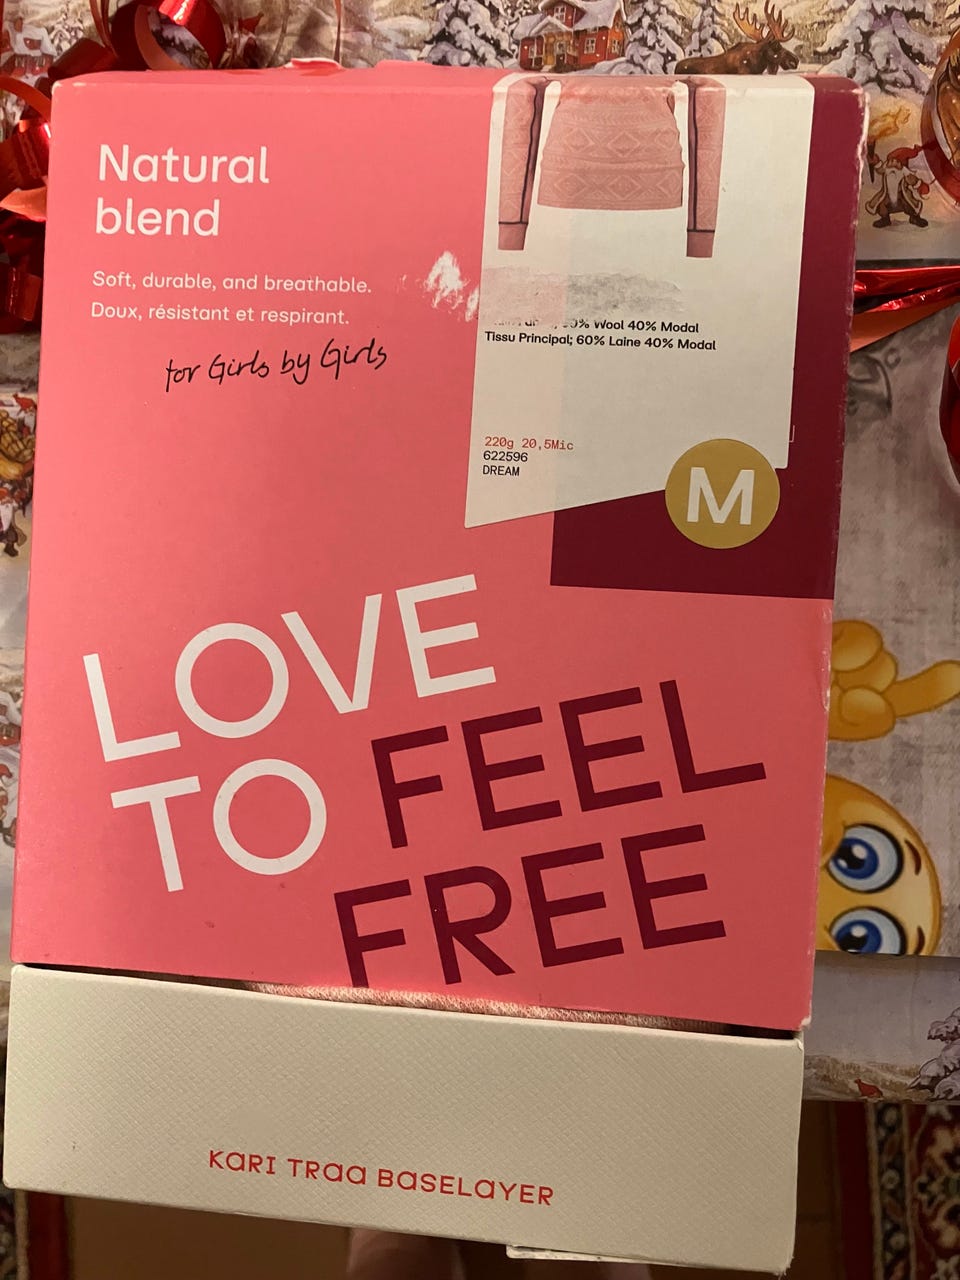 Natural
blend
Soft, durable, and breathable.
Doux, résistant et respirant.
for Girls by Girls
Wool 40% Modal
Tissu Principal; 60% Laine 40% Modal
220g 20,5Mic
622596
DREAM
M
LOVE
TO FEEL
FREE
KARI TRAA BASELAYER